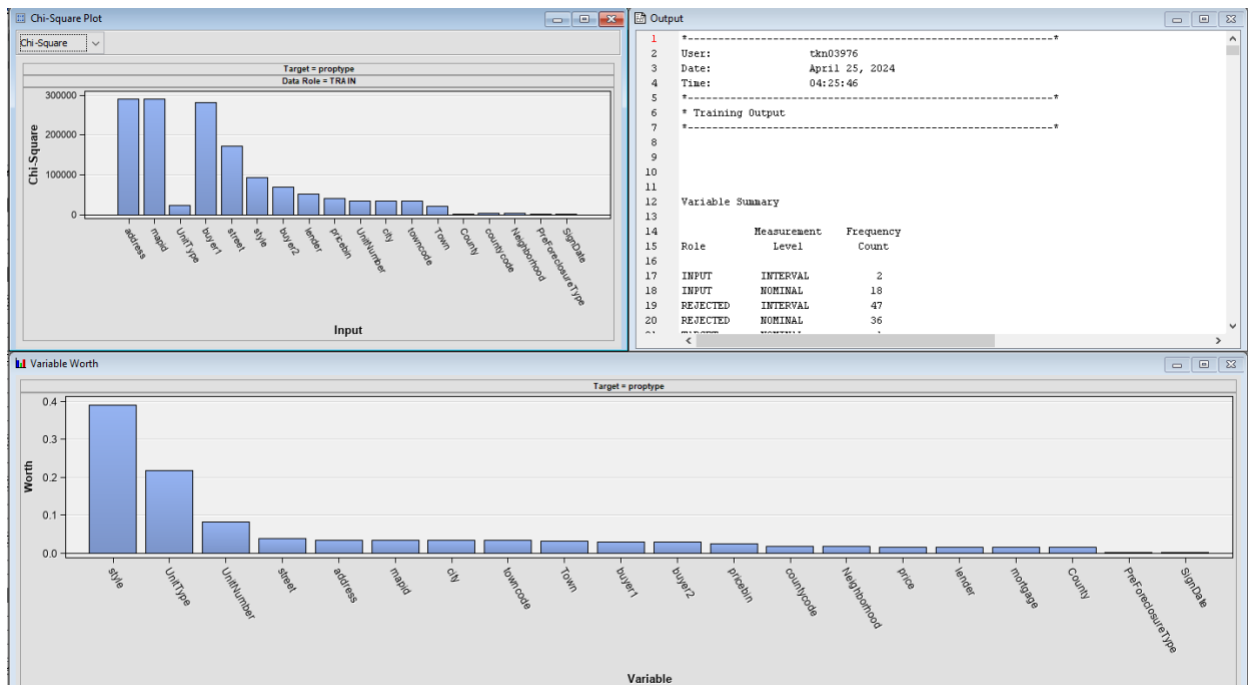 Chi-Square Plot
Chi-Square
Target = proptype
Data Role = TRAIN
Chi-Square
300000
200000
100000
0
address
mapid
UnitType
buyer1
street
style
buyer2
lender
pricebin
UnitNumber
city
towncode
Town
County
countycode
Neighborhood
PreForeclosureType
SignDate
Input
Output
1 *------------------------------------------------------------*
2 User: tkn03976
3 Date: April 25, 2024
4 Time: 04:25:46
5 *------------------------------------------------------------*
6 * Training Output
7 *------------------------------------------------------------*
8
9
10
11
12 Variable Summary
13
14 Measurement Frequency
15 Role Level Count
16
17 INPUT INTERVAL 2
18 INPUT NOMINAL 18
19 REJECTED INTERVAL 47
20 REJECTED NOMINAL 36
Variable Worth
Target = proptype
Worth
0.4
0.3
0.2
0.1
0.0
style
UnitType
UnitNumber
street
address
mapid
city
towncode
Town
buyer1
buyer2
pricebin
countycode
Neighborhood
price
lender
mortgage
County
PreForeclosureType
SignDate
Variable